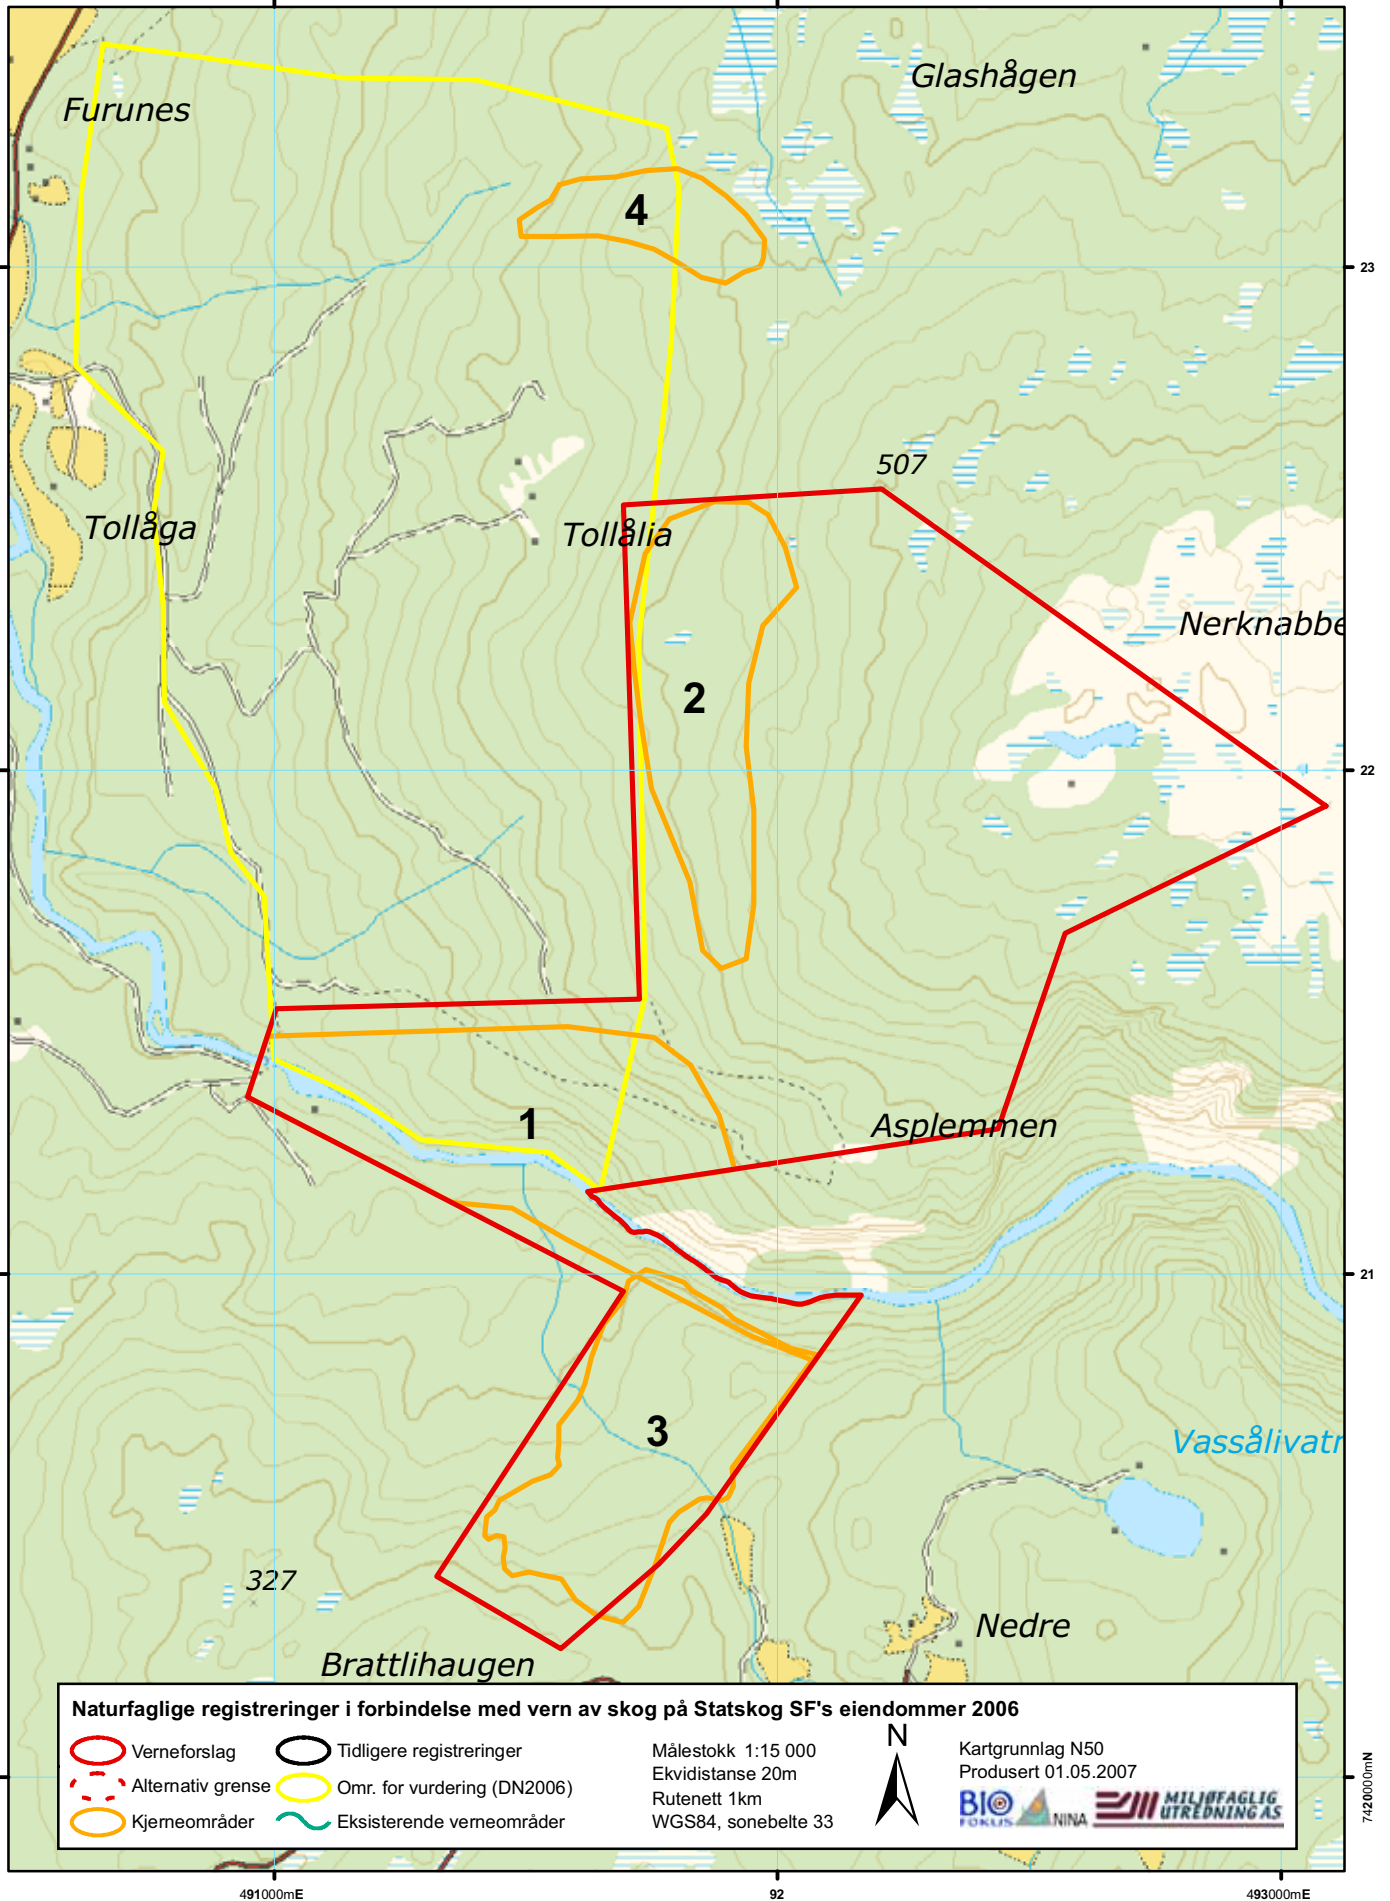 Glashågen
Furunes
4
23
507
Tollåga
Tollålia
Nerknabbe
2
22
1
Asplemmen
21
3
Vassålivatn
327
Nedre
Brattlihaugen
Naturfaglige registreringer i forbindelse med vern av skog på Statskog SF's eiendommer 2006
Verneforslag
Tidligere registreringer
Målestokk 1:15 000
N
Kartgrunnlag N50
Alternativ grense
Omr. for vurdering (DN2006)
Ekvidistanse 20m
Produsert 01.05.2007
Kjerneområder
Eksisterende verneområder
Rutenett 1km
WGS84, sonebelte 33
BIO
FOKUS
NINA
MILJØFAGLIG
UTREDNING AS
7420000mN
491000mE
92
493000mE